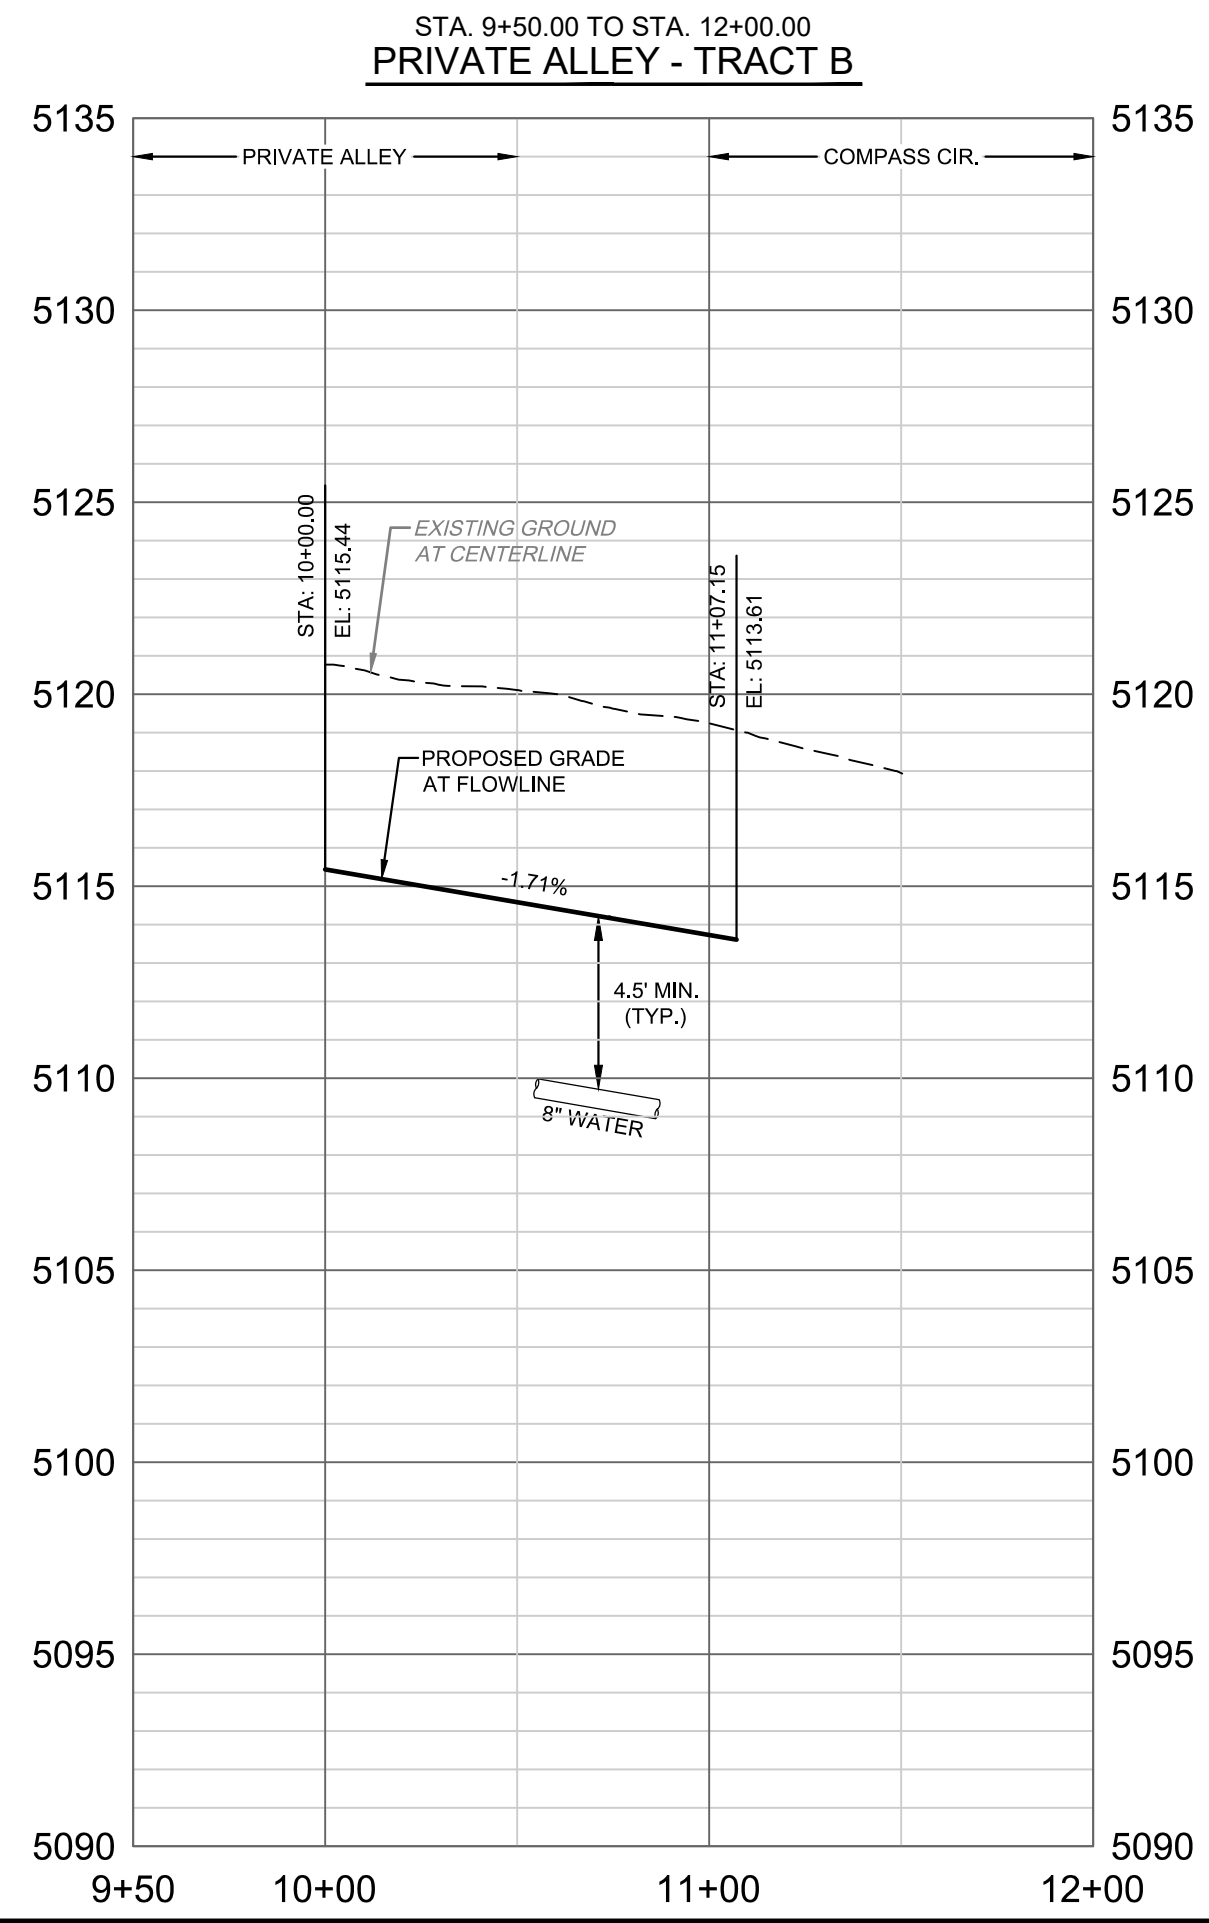 STA. 9+50.00 TO STA. 12+00.00
PRIVATE ALLEY - TRACT B
5135
5135
PRIVATE ALLEY
COMPASS CIR.
5130
5130
5125
5125
STA: 10+00.00
EL: 5115.44
EXISTING GROUND
AT CENTERLINE
STA: 11+07.15
EL: 5113.61
5120
5120
PROPOSED GRADE
AT FLOWLINE
5115
5115
-1.71%
4.5' MIN.
(TYP.)
5110
5110
8" WATER
5105
5105
5100
5100
5095
5095
5090
5090
9+50
10+00
11+00
12+00